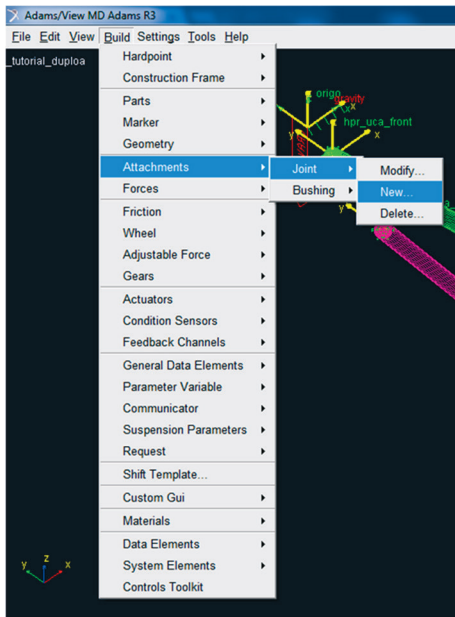 Adams/View MD Adams R3
File Edit View Build Settings Tools Help
_tutorial_duploa
Hardpoint
Construction Frame
Parts
Marker
Geometry
Attachments
Forces
Friction
Wheel
Adjustable Force
Gears
Actuators
Condition Sensors
Feedback Channels
General Data Elements
Parameter Variable
Communicator
Suspension Parameters
Request
Shift Template...
Custom Gui
Materials
Data Elements
System Elements
Controls Toolkit
Joint
Bushing
Modify...
New...
Delete...
origo
gravity
x
x
y
hpr_uca_front
x
y
y z x